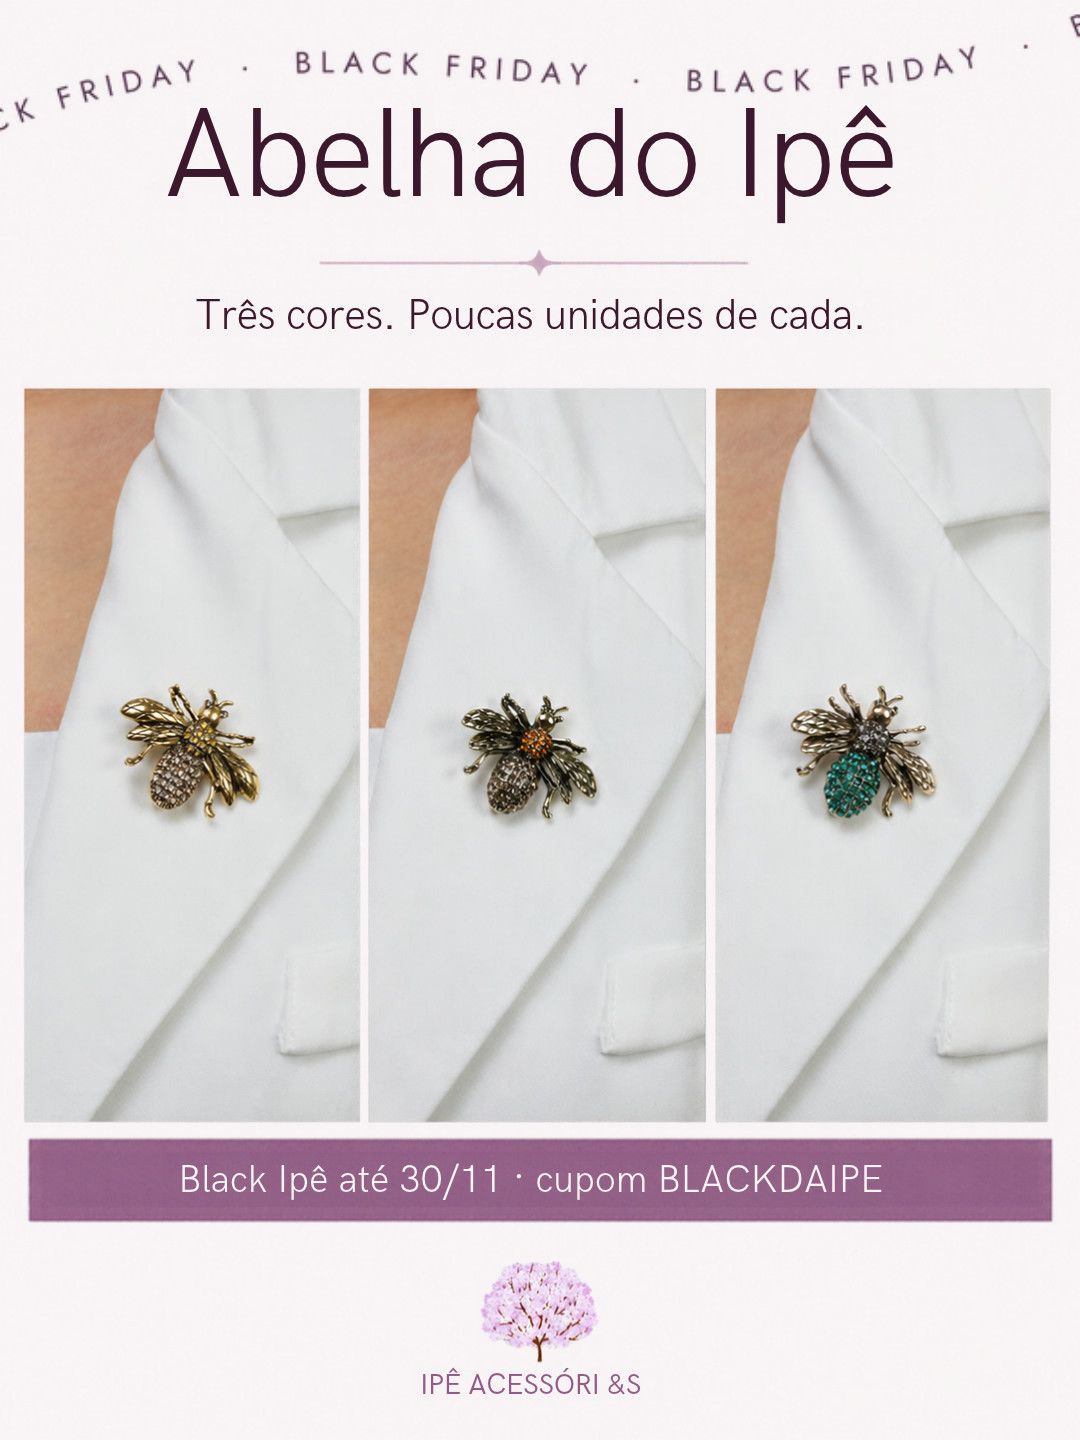 CK FRIDAY · BLACK FRIDAY · BLACK FRIDAY ·
Abelha do Ipê
Três cores. Poucas unidades de cada.
Black Ipê até 30/11 · cupom BLACKDAIPE
IPÊ ACESSÓRI &S